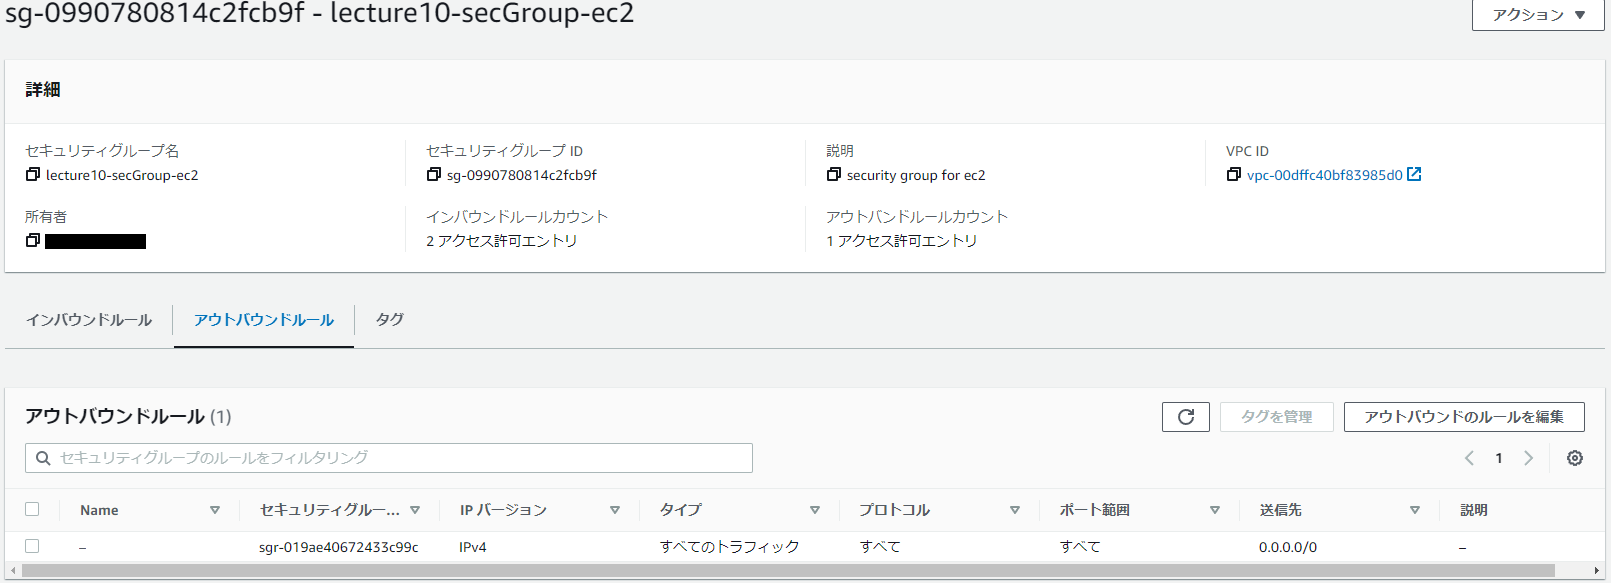 sg-0990780814c2fcb9f - lecture10-secGroup-ec2
アクション
詳細
セキュリティグループ名
セキュリティグループ ID
説明
VPC ID
lecture10-secGroup-ec2
sg-0990780814c2fcb9f
security group for ec2
vpc-00dffc40bf83985d0
所有者
インバウンドルールカウント
アウトバンドルールカウント
2 アクセス許可エントリ
1 アクセス許可エントリ
インバウンドルール アウトバウンドルール タグ
アウトバウンドルール (1)
タグを管理
アウトバウンドのルールを編集
セキュリティグループのルールをフィルタリング
1
Name セキュリティグルー... IP バージョン タイプ プロトコル ポート範囲 送信先 説明
– sgr-019ae40672433c99c IPv4 すべてのトラフィック すべて すべて 0.0.0.0/0 –